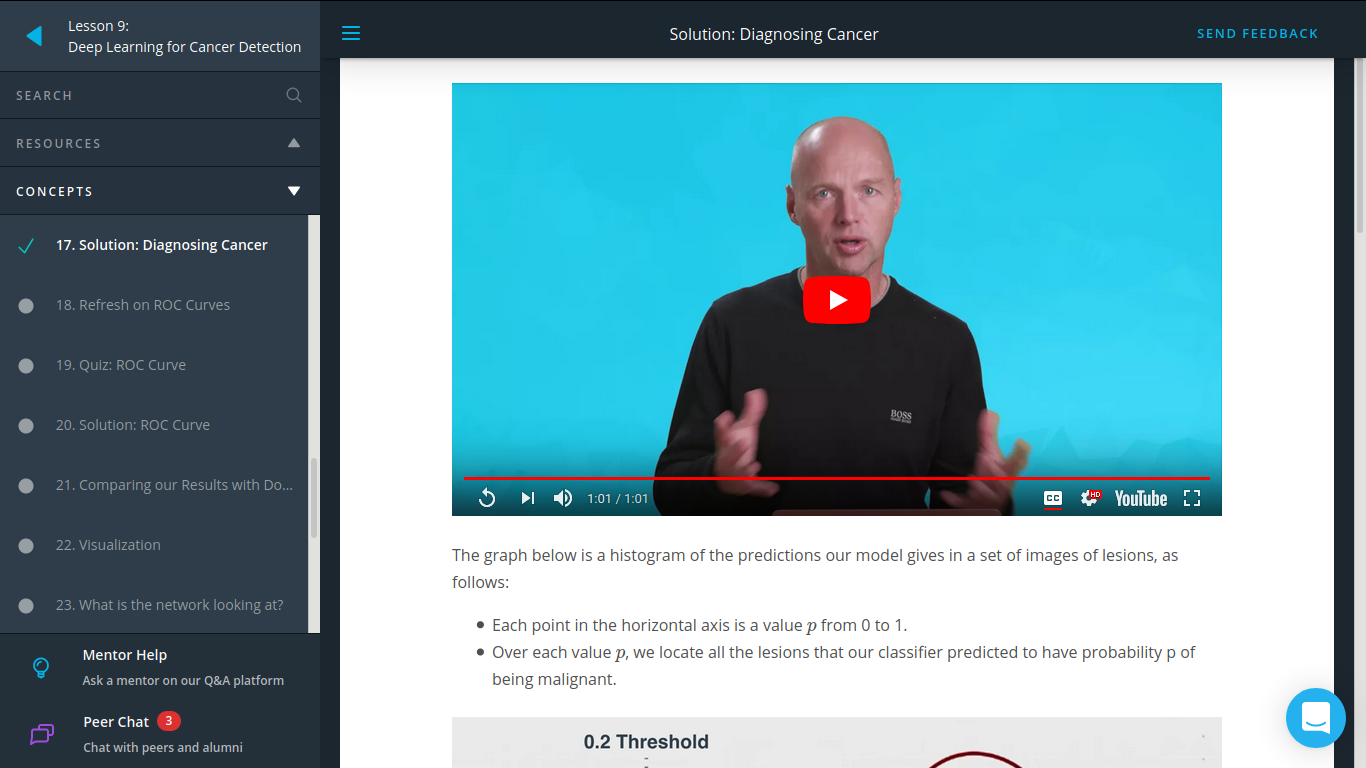 Lesson 9:
Deep Learning for Cancer Detection
SEARCH
RESOURCES
CONCEPTS
17. Solution: Diagnosing Cancer
18. Refresh on ROC Curves
19. Quiz: ROC Curve
20. Solution: ROC Curve
21. Comparing our Results with Do...
22. Visualization
23. What is the network looking at?
Mentor Help
Ask a mentor on our Q&A platform
Peer Chat 3
Chat with peers and alumni
Solution: Diagnosing Cancer
SEND FEEDBACK
BOSS
HUGO BOSS
1:01 / 1:01
CC
HD
YouTube
The graph below is a histogram of the predictions our model gives in a set of images of lesions, as
follows:
Each point in the horizontal axis is a value p from 0 to 1.
Over each value p, we locate all the lesions that our classifier predicted to have probability p of
being malignant.
0.2 Threshold